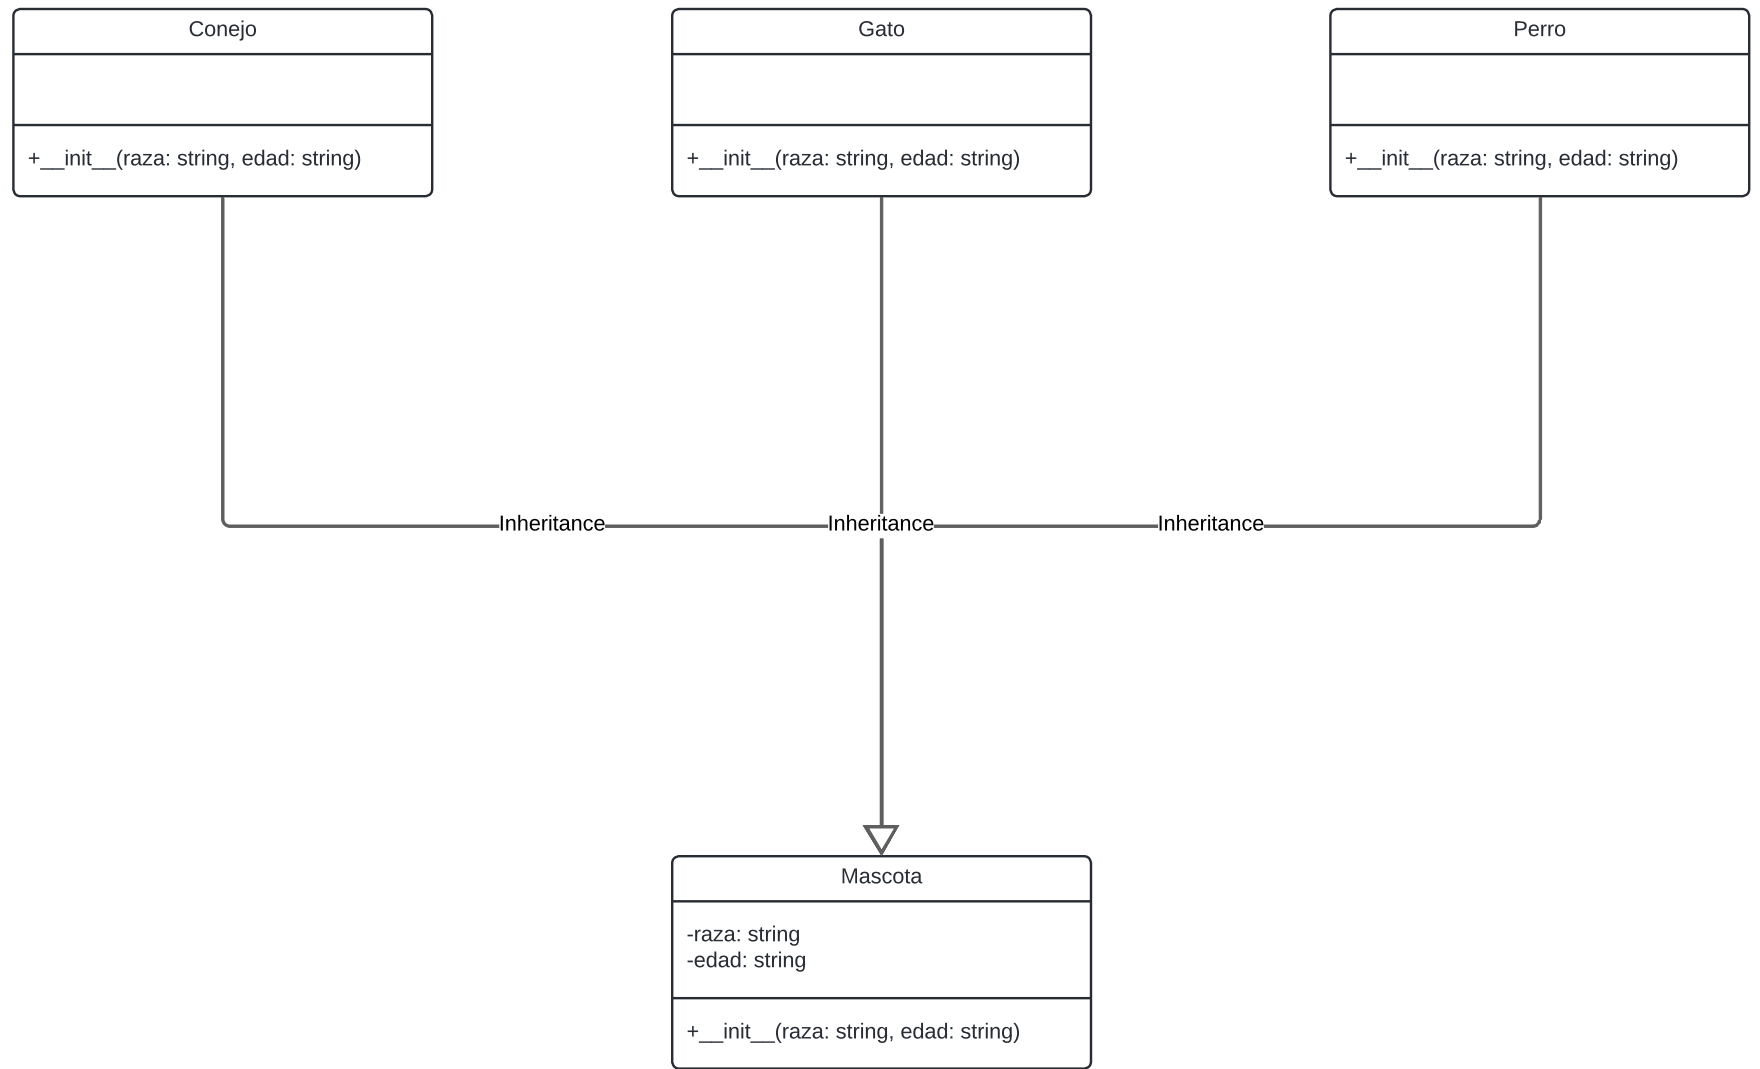 Conejo
+__init__(raza: string, edad: string)
Gato
+__init__(raza: string, edad: string)
Perro
+__init__(raza: string, edad: string)
Inheritance
Inheritance
Inheritance
Mascota
-raza: string
-edad: string
+__init__(raza: string, edad: string)